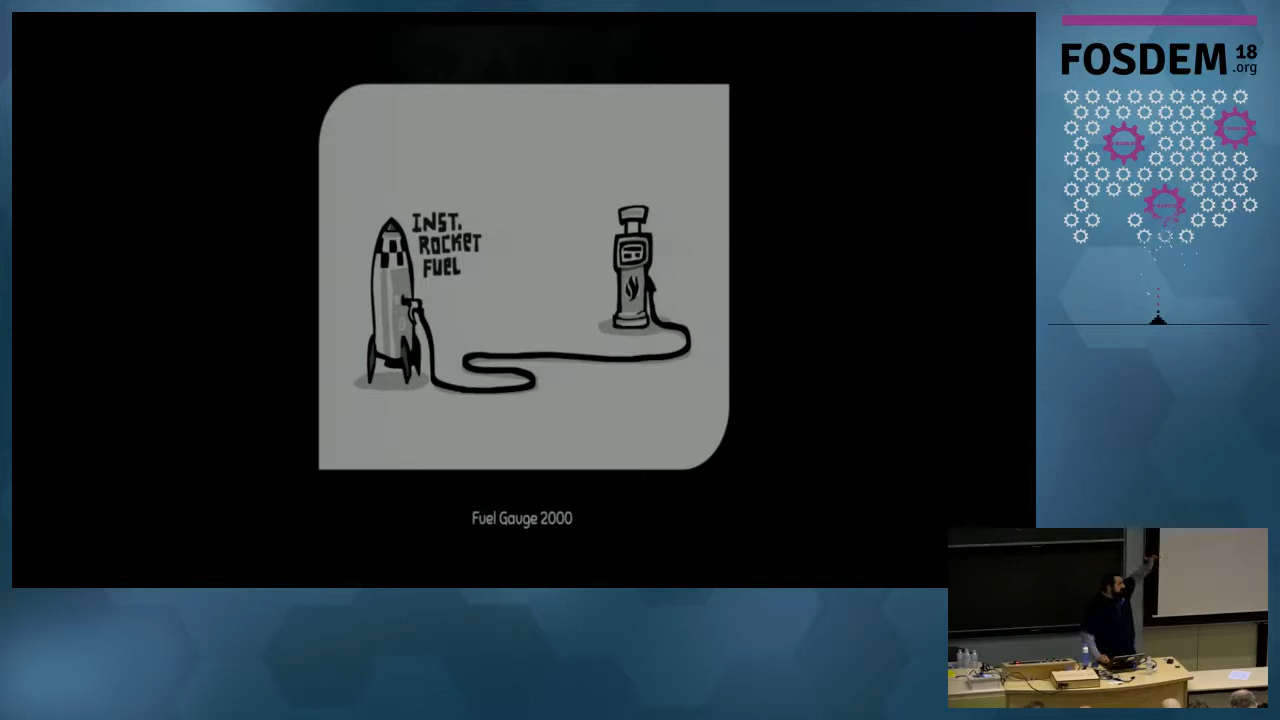 INST.
ROCKET
FUEL
Fuel Gauge 2000
FOSDEM 18
.org